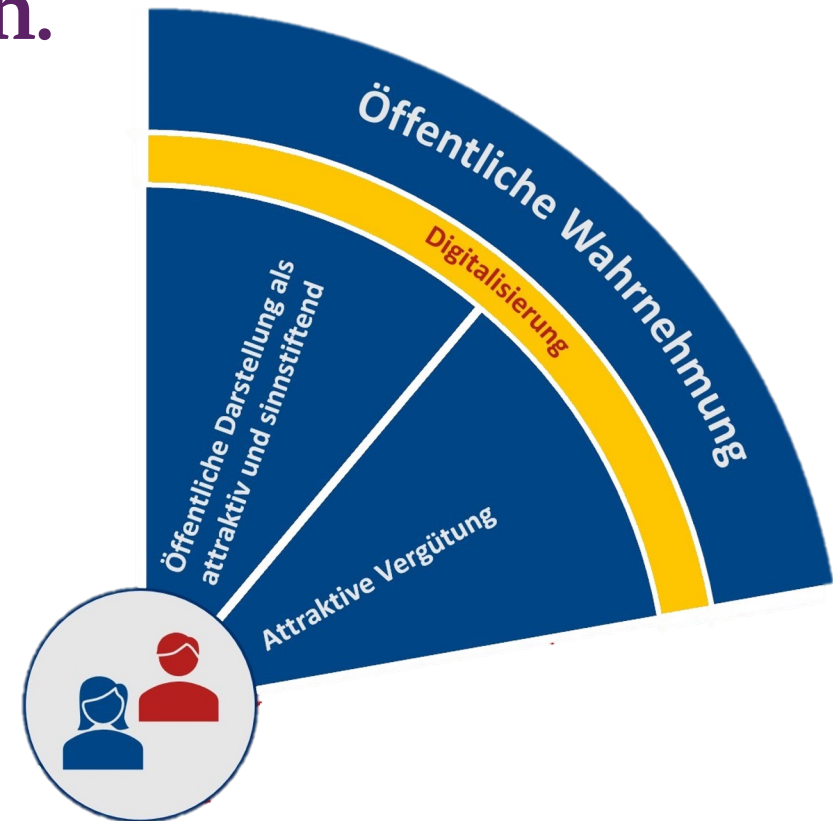 n.
Öffentliche Wahrnehmung
Digitalisierung
Öffentliche Darstellung als
attraktiv und sinnstiftend
Attraktive Vergütung